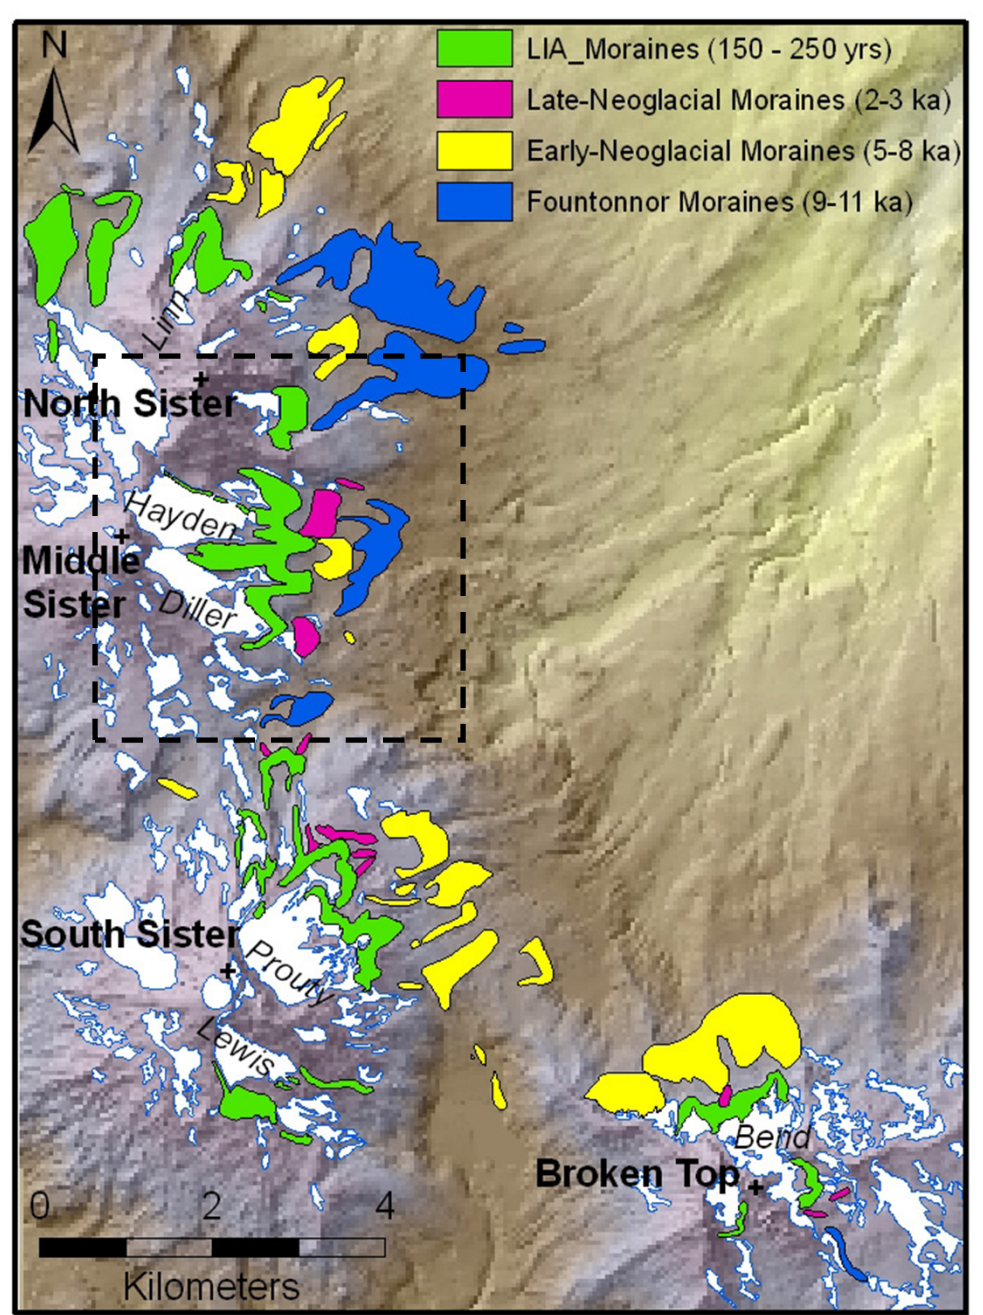 N
LIA_Moraines (150 - 250 yrs)
Late-Neoglacial Moraines (2-3 ka)
Early-Neoglacial Moraines (5-8 ka)
Fountonnor Moraines (9-11 ka)
Linn
North Sister
Hayden
Middle
Sister
Diller
South Sister
Prouty
Lewis
Bend
Broken Top
0 2 4
Kilometers